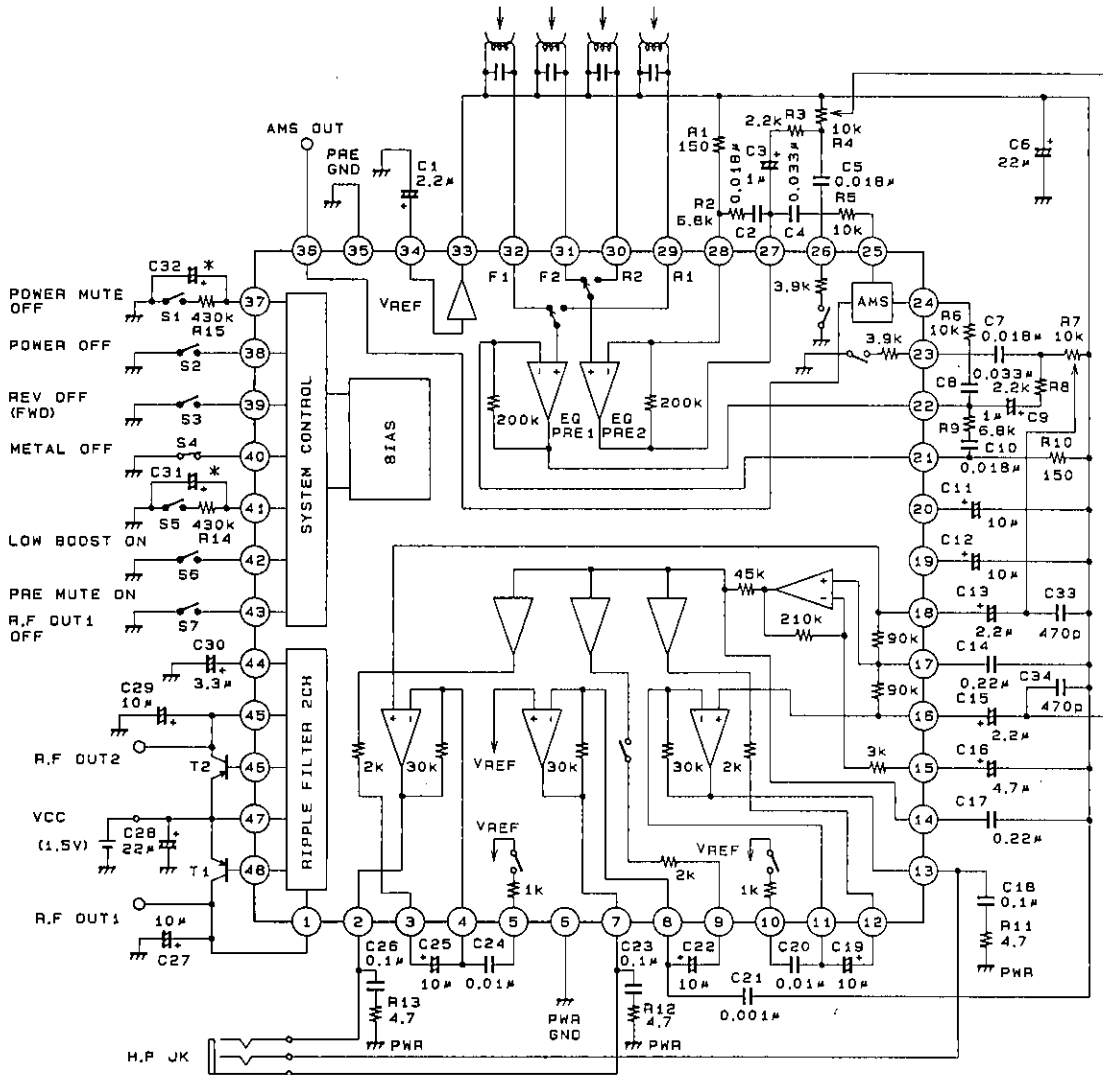 AMS OUT
PRE
GND
C1
2.2μ
R1
150
2.2k
R3
10k
R4
C3
1μ
0.018μ
0.033μ
C5
0.018μ
C6
22μ
R2
6.8k
C2
C4
R5
10k
36
35
34
33
32
31
30
29
28
27
26
25
F1
F2
R2
R1
VREF
3.9k
AMS
C32
*
POWER MUTE
OFF
S1
430k
R15
37
24
R6
10k
C7
0.018μ
R7
10k
POWER OFF
S2
38
3.9k
23
0.033μ
2.2k
R8
C8
REV OFF
(FWD)
S3
39
200k
EQ
PRE1
EQ
PRE2
200k
22
1μ
C9
R9
6.8k
METAL OFF
S4
40
SYSTEM CONTROL
BIAS
21
C10
0.018μ
R10
150
C31
*
S5
430k
R14
41
20
C11
10μ
LOW BOOST ON
S6
42
19
C12
10μ
PRE MUTE ON
45k
R.F OUT1
OFF
S7
43
210k
18
C13
2.2μ
C33
470p
90k
C30
3.3μ
44
17
C14
0.22μ
C34
470p
90k
C29
10μ
45
16
C15
2.2μ
R.F OUT2
T2
46
RIPPLE FILTER 2CH
2k
30k
VREF
30k
30k
2k
3k
15
C16
4.7μ
VCC
(1.5V)
C28
22μ
47
14
C17
0.22μ
T1
48
VREF
1k
2k
VREF
1k
13
R.F OUT1
C18
0.1μ
R11
4.7
PWR
10μ
C27
1
2
3
4
5
6
7
8
9
10
11
12
C26
0.1μ
C25
10μ
C24
0.01μ
C23
0.1μ
C22
10μ
C20
0.01μ
C19
10μ
C21
0.001μ
R13
4.7
PWR
PWR
GND
R12
4.7
PWR
H.P JK